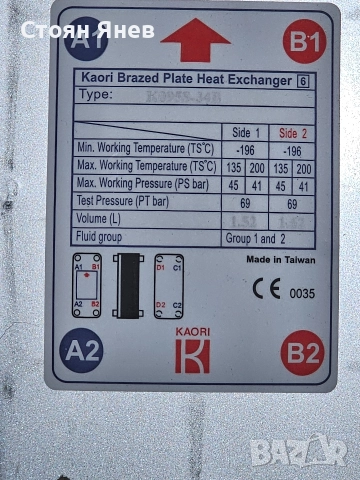 Стоян Янев
A1
B1
Kaori Brazed Plate Heat Exchanger 6
Type:
Side 1 Side 2
Min. Working Temperature (TS°C) -196 -196
Max. Working Temperature (TS°C) 135 200 135 200
Max. Working Pressure (PS bar) 45 41 45 41
Test Pressure (PT bar) 69 69
Volume (L)
Fluid group Group 1 and 2
Made in Taiwan
A1 B1 D1 C1
A2 B2 D2 C2
CE 0035
KAORI
A2
B2
BAZAR